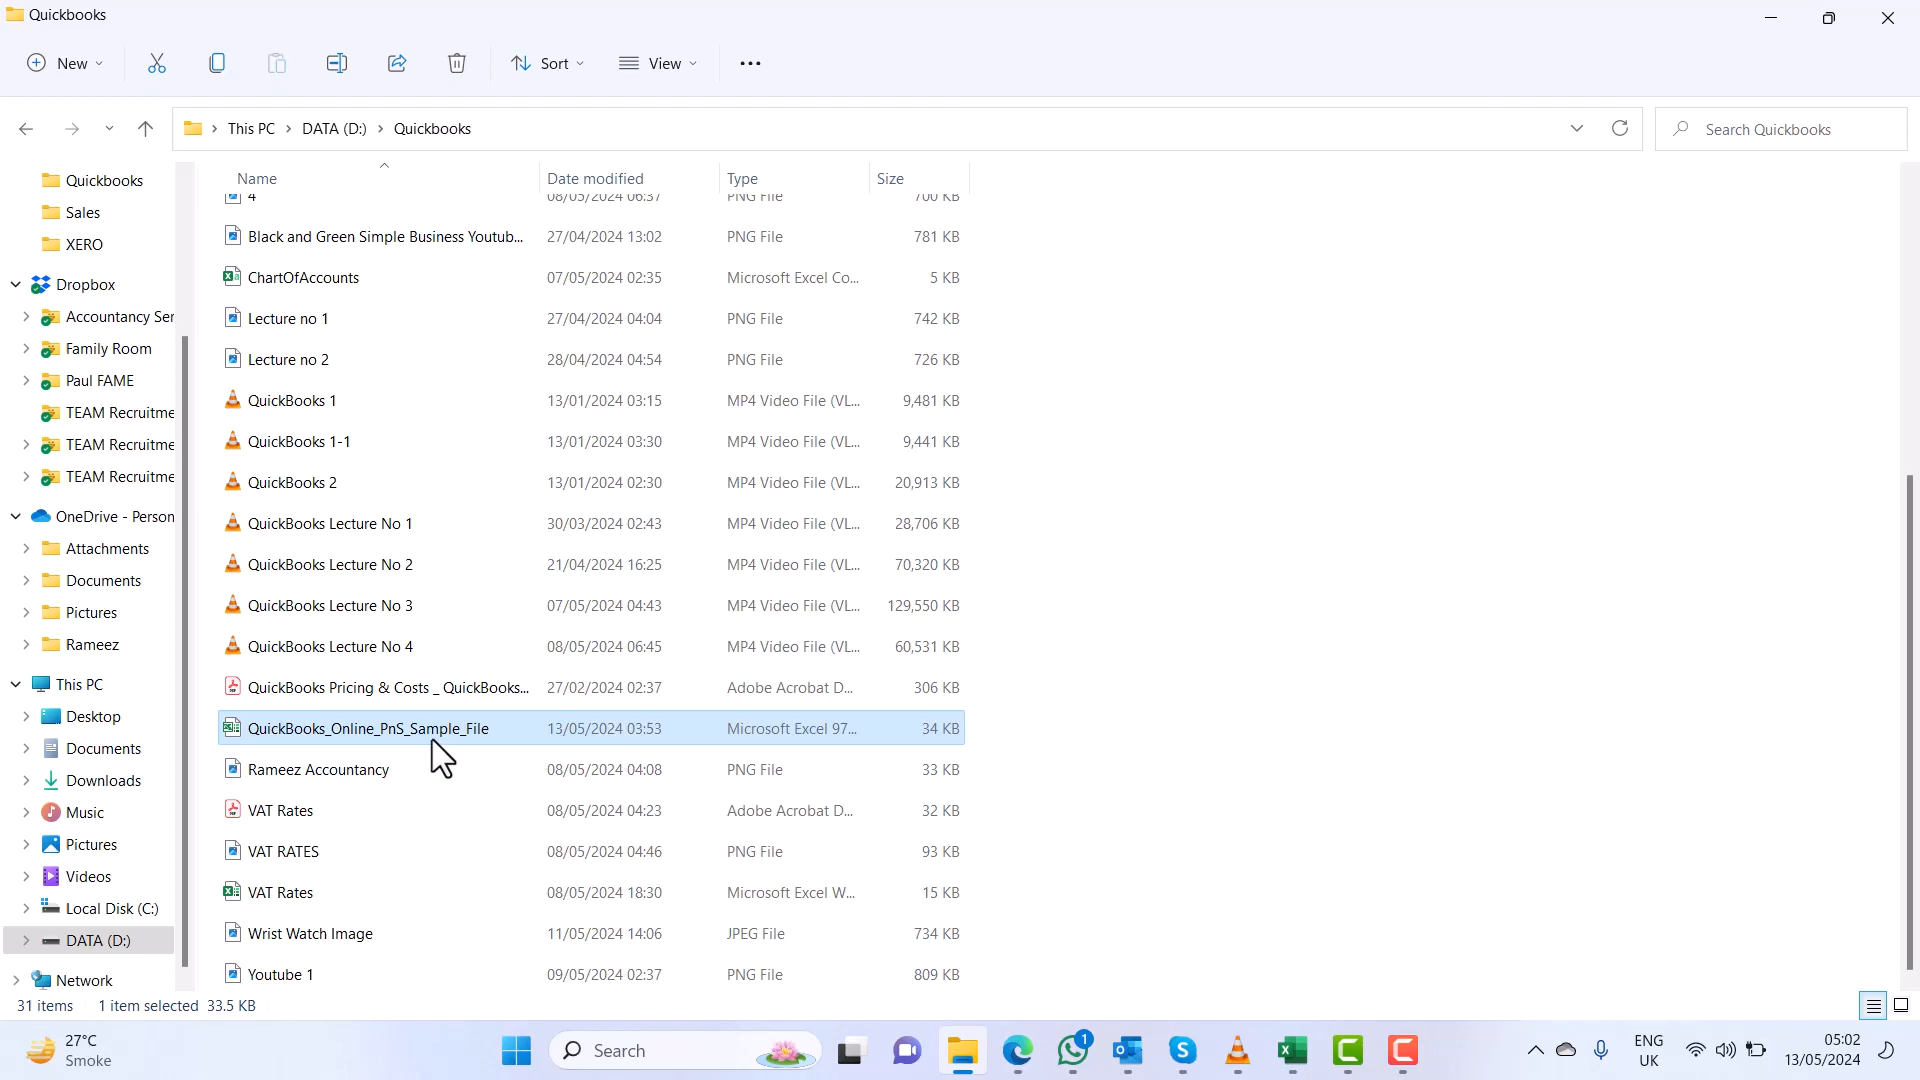 Quickbooks
New
Sort
View
This PC
DATA (D:)
Quickbooks
Search Quickbooks
Quickbooks
Sales
XERO
Dropbox
Accountancy Ser
Family Room
Paul FAME
TEAM Recruitme
TEAM Recruitme
TEAM Recruitme
OneDrive - Person
Attachments
Documents
Pictures
Rameez
This PC
Desktop
Documents
Downloads
Music
Pictures
Videos
Local Disk (C:)
DATA (D:)
Network
Name Date modified Type Size
4 08/05/2024 06:37 PNG File 700 KB
Black and Green Simple Business Youtub... 27/04/2024 13:02 PNG File 781 KB
ChartOfAccounts 07/05/2024 02:35 Microsoft Excel Co... 5 KB
Lecture no 1 27/04/2024 04:04 PNG File 742 KB
Lecture no 2 28/04/2024 04:54 PNG File 726 KB
QuickBooks 1 13/01/2024 03:15 MP4 Video File (VL... 9,481 KB
QuickBooks 1-1 13/01/2024 03:30 MP4 Video File (VL... 9,441 KB
QuickBooks 2 13/01/2024 02:30 MP4 Video File (VL... 20,913 KB
QuickBooks Lecture No 1 30/03/2024 02:43 MP4 Video File (VL... 28,706 KB
QuickBooks Lecture No 2 21/04/2024 16:25 MP4 Video File (VL... 70,320 KB
QuickBooks Lecture No 3 07/05/2024 04:43 MP4 Video File (VL... 129,550 KB
QuickBooks Lecture No 4 08/05/2024 06:45 MP4 Video File (VL... 60,531 KB
QuickBooks Pricing & Costs _ QuickBooks... 27/02/2024 02:37 Adobe Acrobat D... 306 KB
QuickBooks_Online_PnS_Sample_File 13/05/2024 03:53 Microsoft Excel 97... 34 KB
Rameez Accountancy 08/05/2024 04:08 PNG File 33 KB
VAT Rates 08/05/2024 04:23 Adobe Acrobat D... 32 KB
VAT RATES 08/05/2024 04:46 PNG File 93 KB
VAT Rates 08/05/2024 18:30 Microsoft Excel W... 15 KB
Wrist Watch Image 11/05/2024 14:06 JPEG File 734 KB
Youtube 1 09/05/2024 02:37 PNG File 809 KB
31 items 1 item selected 33.5 KB
27°C
Smoke
Search
1
ENG
UK
05:02
13/05/2024